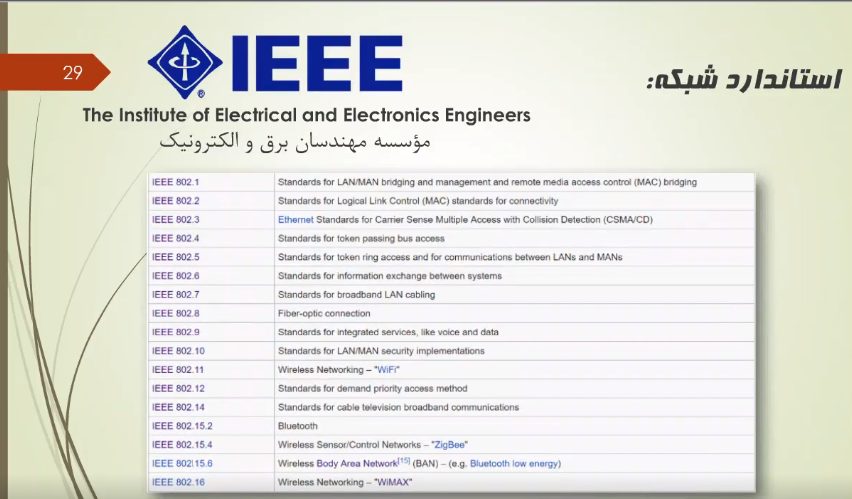 29
IEEE
®
استاندارد شبکه:
The Institute of Electrical and Electronics Engineers
مؤسسه مهندسان برق و الکترونیک
IEEE 802.1 Standards for LAN/MAN bridging and management and remote media access control (MAC) bridging
IEEE 802.2 Standards for Logical Link Control (MAC) standards for connectivity
IEEE 802.3 Ethernet Standards for Carrier Sense Multiple Access with Collision Detection (CSMA/CD)
IEEE 802.4 Standards for token passing bus access
IEEE 802.5 Standards for token ring access and for communications between LANs and MANs
IEEE 802.6 Standards for information exchange between systems
IEEE 802.7 Standards for broadband LAN cabling
IEEE 802.8 Fiber-optic connection
IEEE 802.9 Standards for integrated services, like voice and data
IEEE 802.10 Standards for LAN/MAN security implementations
IEEE 802.11 Wireless Networking – "WiFi"
IEEE 802.12 Standards for demand priority access method
IEEE 802.14 Standards for cable television broadband communications
IEEE 802.15.2 Bluetooth
IEEE 802.15.4 Wireless Sensor/Control Networks – "ZigBee"
IEEE 802.15.6 Wireless Body Area Network[15] (BAN) – (e.g. Bluetooth low energy)
IEEE 802.16 Wireless Networking – "WiMAX"